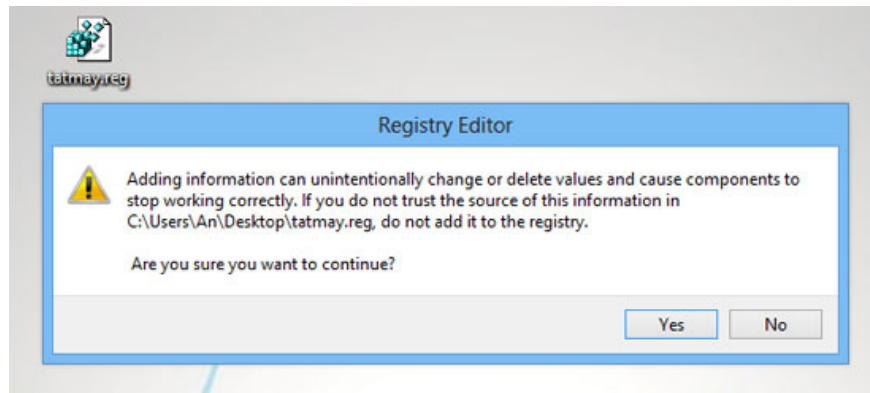 tatmay.reg
Registry Editor
Adding information can unintentionally change or delete values and cause components to
stop working correctly. If you do not trust the source of this information in
C:\Users\An\Desktop\tatmay.reg, do not add it to the registry.
Are you sure you want to continue?
Yes No